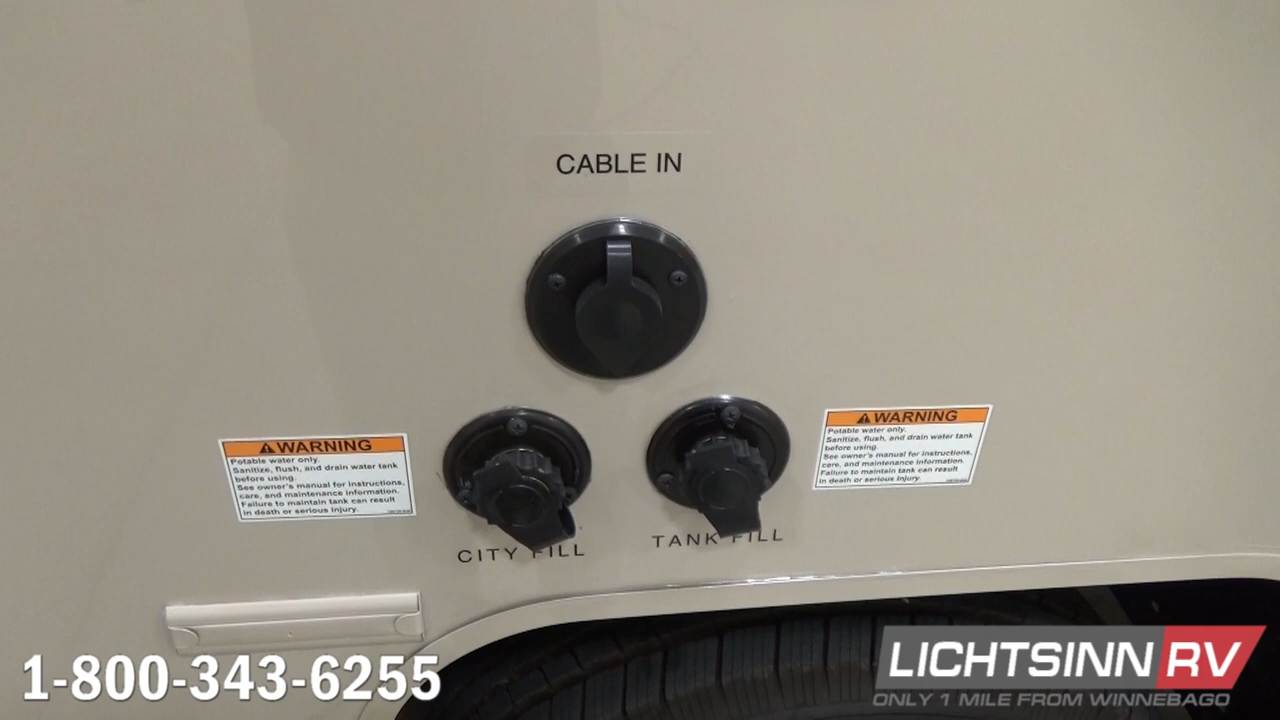 CABLE IN
WARNING
Potable water only.
Sanitize, flush, and drain water tank
before using.
See owner's manual for instructions,
care, and maintenance information.
Failure to maintain tank can result
in death or serious injury.
WARNING
Potable water only.
Sanitize, flush, and drain water tank
before using.
See owner's manual for instructions,
care, and maintenance information.
Failure to maintain tank can result
in death or serious injury.
CITY FILL
TANK FILL
1-800-343-6255
LICHTSINN RV
ONLY 1 MILE FROM WINNEBAGO